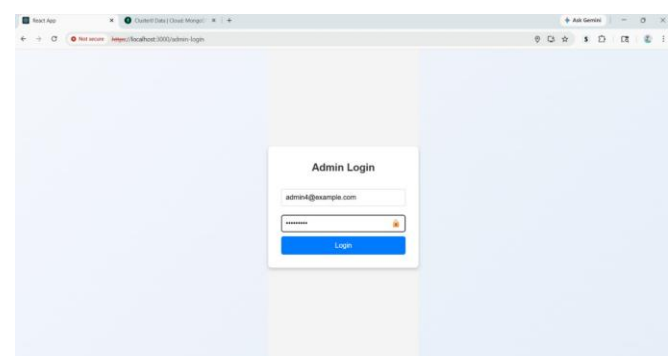 React App
Cluster0 Data | Cloud: MongoD
Ask Gemini
Not secure https://localhost:3000/admin-login
Admin Login
admin4@example.com
Login